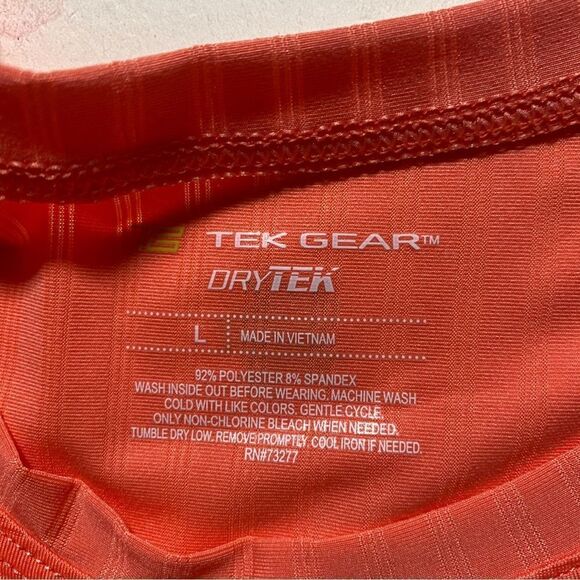 TEK GEAR™
DRYTEK
L MADE IN VIETNAM
92% POLYESTER 8% SPANDEX
WASH INSIDE OUT BEFORE WEARING. MACHINE WASH
COLD WITH LIKE COLORS. GENTLE CYCLE.
ONLY NON-CHLORINE BLEACH WHEN NEEDED.
TUMBLE DRY LOW. REMOVE PROMPTLY. COOL IRON IF NEEDED.
RN#73277